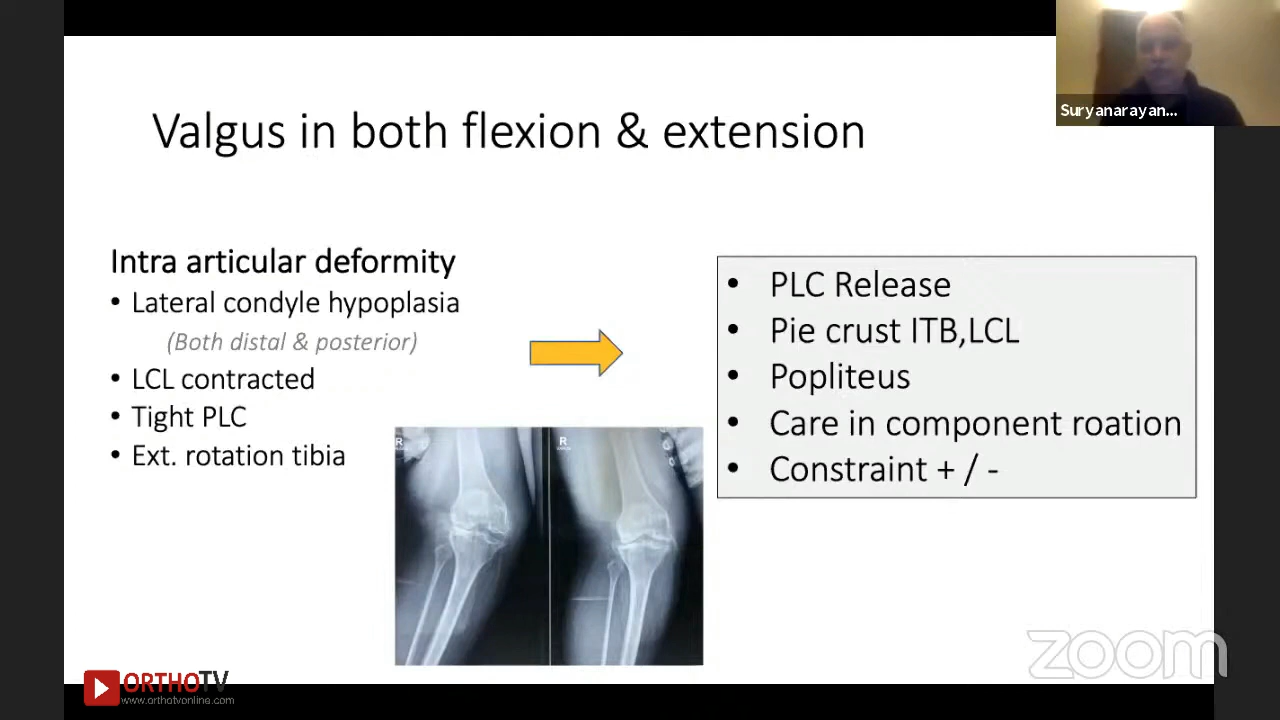 Suryanarayan...
Valgus in both flexion & extension
Intra articular deformity
• Lateral condyle hypoplasia
(Both distal & posterior)
• LCL contracted
• Tight PLC
• Ext. rotation tibia
• PLC Release
• Pie crust ITB,LCL
• Popliteus
• Care in component roation
• Constraint + / -
R
R
zoom
ORTHOTV
www.orthotvonline.com